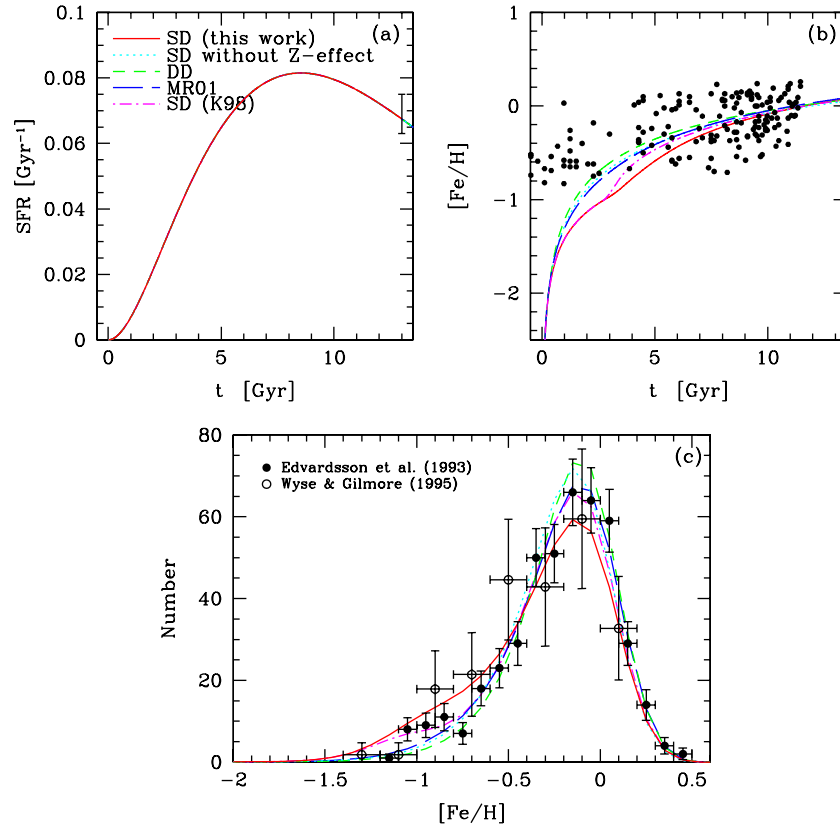 SD (this work)
(a)
SD without Z-effect
DD
MR01
SD (K98)
0.1
0.08
0.06
0.04
0.02
0
SFR [Gyr⁻¹]
0
5
10
t [Gyr]
(b)
1
0
−1
−2
[Fe/H]
0
5
10
t [Gyr]
(c)
Edvardsson et al. (1993)
Wyse & Gilmore (1995)
80
60
40
20
0
Number
−2
−1.5
−1
−0.5
0
0.5
[Fe/H]